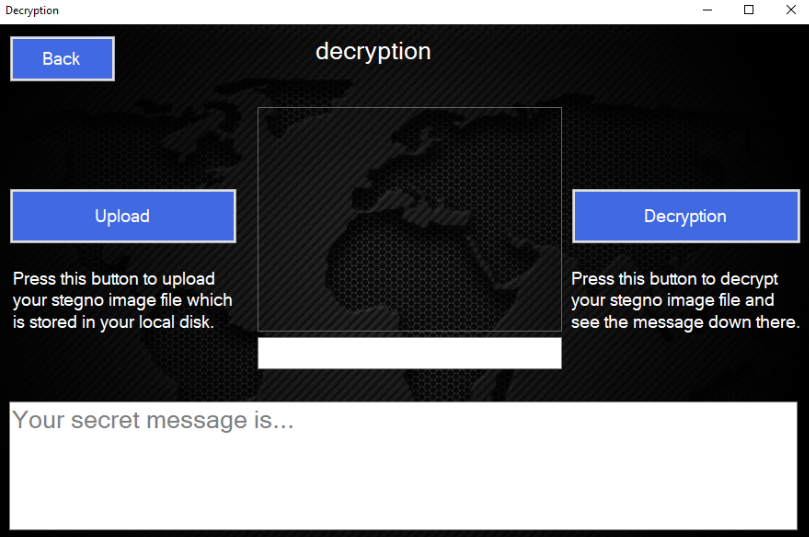 Decryption
Back
decryption
Upload
Decryption
Press this button to upload
your stegno image file which
is stored in your local disk.
Press this button to decrypt
your stegno image file and
see the message down there.
Your secret message is...